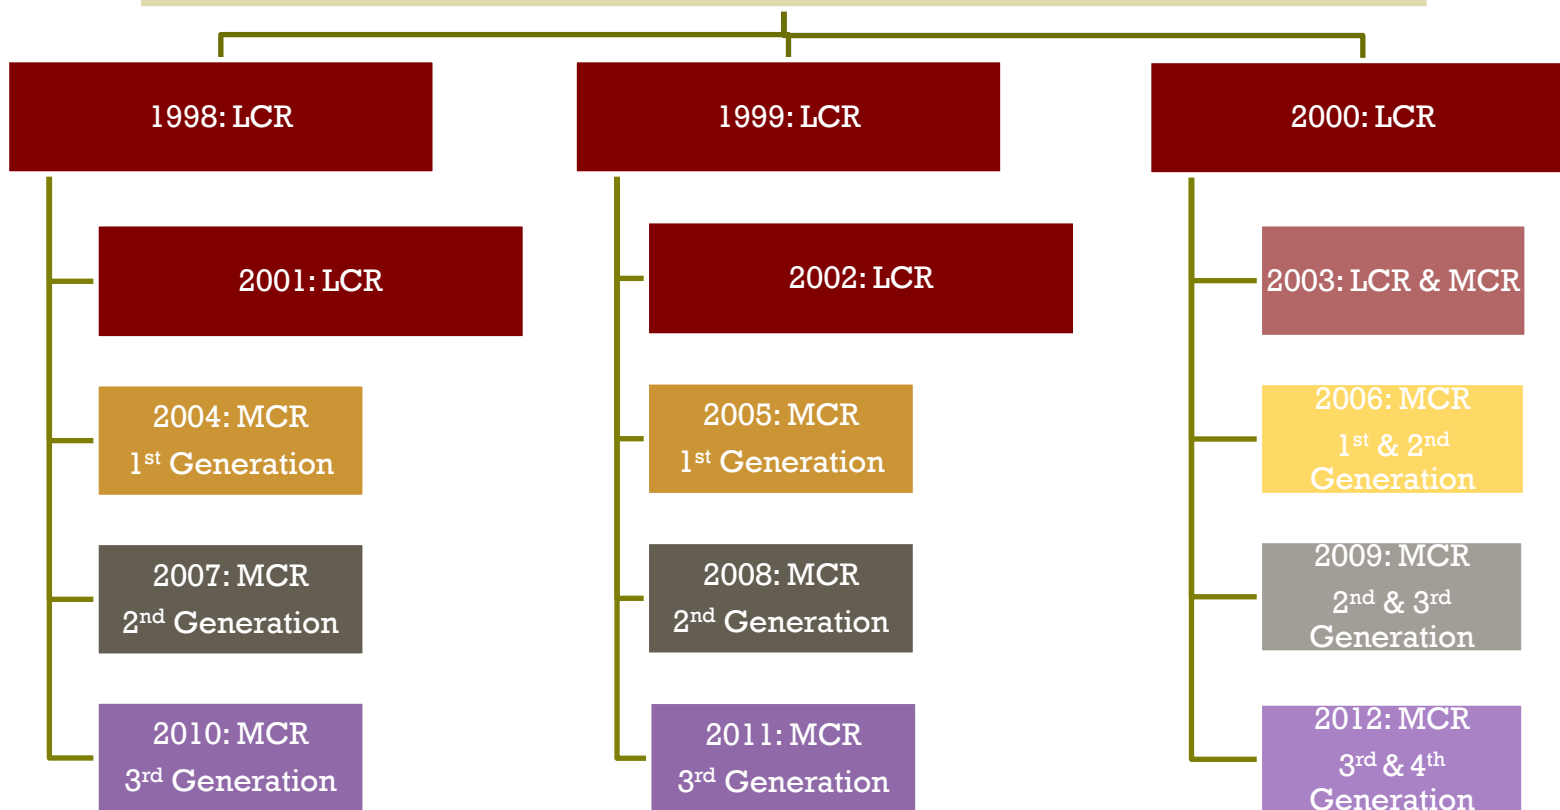 1998: LCR
2001: LCR
2004: MCR
1st Generation
2007: MCR
2nd Generation
2010: MCR
3rd Generation
1999: LCR
2002: LCR
2005: MCR
1st Generation
2008: MCR
2nd Generation
2011: MCR
3rd Generation
2000: LCR
2003: LCR & MCR
2006: MCR
1st & 2nd
Generation
2009: MCR
2nd & 3rd
Generation
2012: MCR
3rd & 4th
Generation